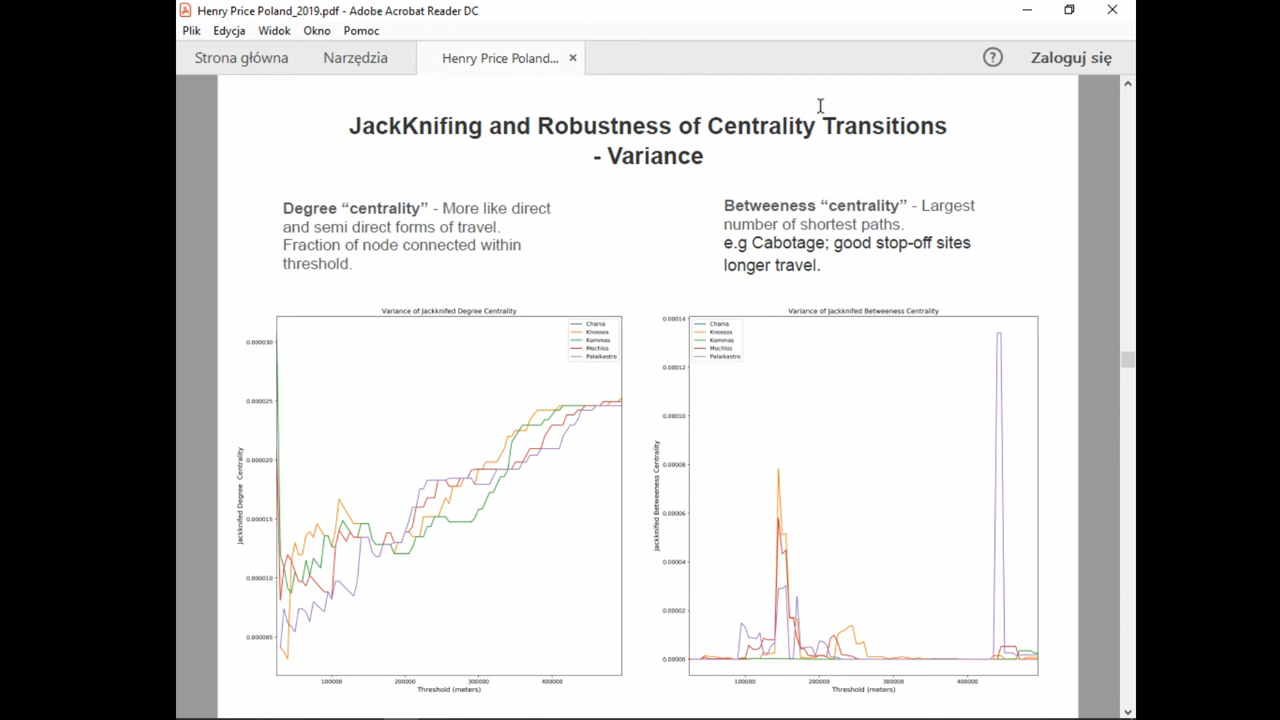 Henry Price Poland_2019.pdf - Adobe Acrobat Reader DC
Plik Edycja Widok Okno Pomoc
Strona główna Narzędzia Henry Price Poland... × ? Zaloguj się
JackKnifing and Robustness of Centrality Transitions
- Variance
Degree “centrality” - More like direct
and semi direct forms of travel.
Fraction of node connected within
threshold.
Betweeness “centrality” - Largest
number of shortest paths.
e.g Cabotage; good stop-off sites
longer travel.
Variance of Jackknifed Degree Centrality
Chania
Knossos
Kommos
Mochlos
Palaikastro
0.000030
0.000025
0.000020
0.000015
0.000010
0.000005
Jackknifed Degree Centrality
100000 200000 300000 400000
Threshold (meters)
Variance of Jackknifed Betweeness Centrality
Chania
Knossos
Kommos
Mochlos
Palaikastro
0.00014
0.00012
0.00010
0.00008
0.00006
0.00004
0.00002
0.00000
Jackknifed Betweeness Centrality
100000 200000 300000 400000
Threshold (meters)